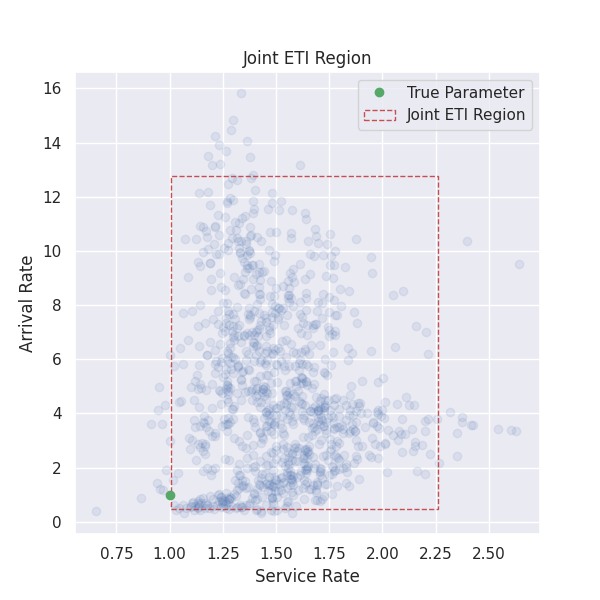 Joint ETI Region
True Parameter
Joint ETI Region
16
14
12
10
8
6
4
2
0
Arrival Rate
0.75 1.00 1.25 1.50 1.75 2.00 2.25 2.50
Service Rate